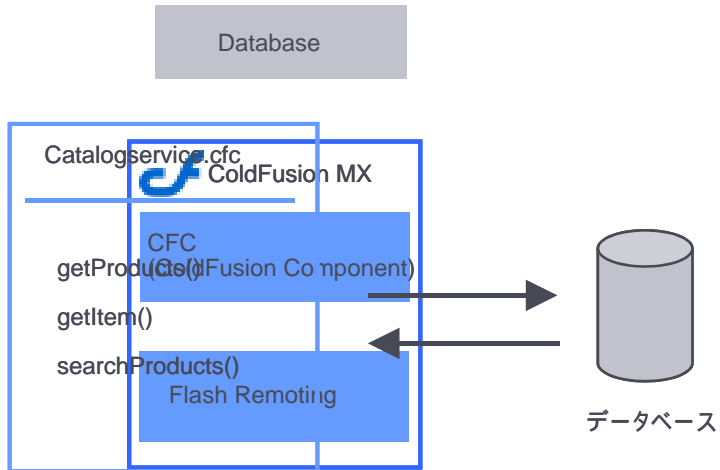 Database
Catalogservice.cfc
ColdFusion MX
CFC
(ColdFusion Component)
getProducts()
getItem()
searchProducts()
Flash Remoting
データベース